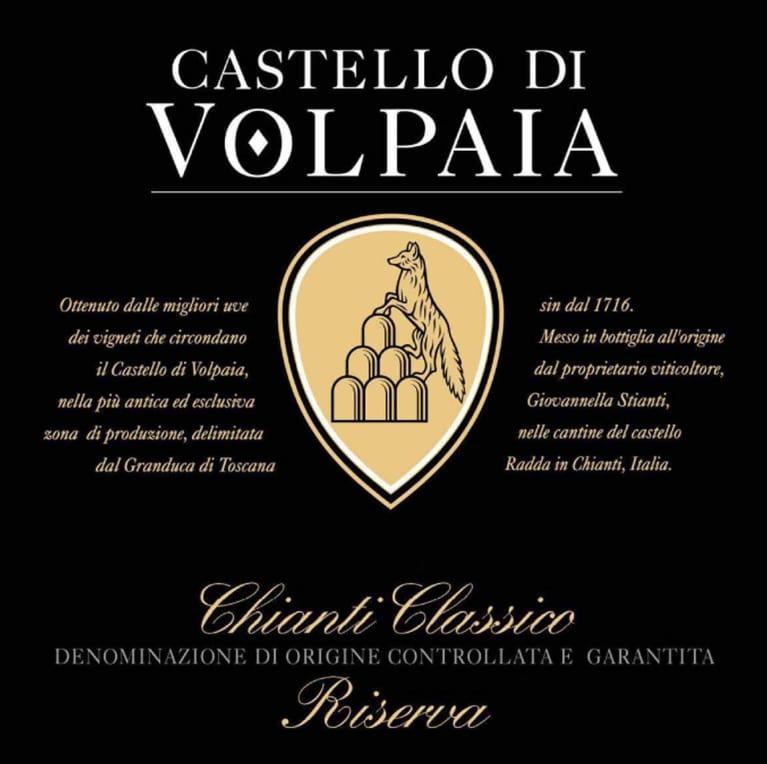 CASTELLO DI
VOLPAIA
Ottenuto dalle migliori uve
dei vigneti che circondano
il Castello di Volpaia,
nella più antica ed esclusiva
zona di produzione, delimitata
dal Granduca di Toscana
sin dal 1716.
Messo in bottiglia all'origine
dal proprietario viticoltore,
Giovannella Stianti,
nelle cantine del castello
Radda in Chianti, Italia.
Chianti Classico
DENOMINAZIONE DI ORIGINE CONTROLLATA E GARANTITA
Riserva